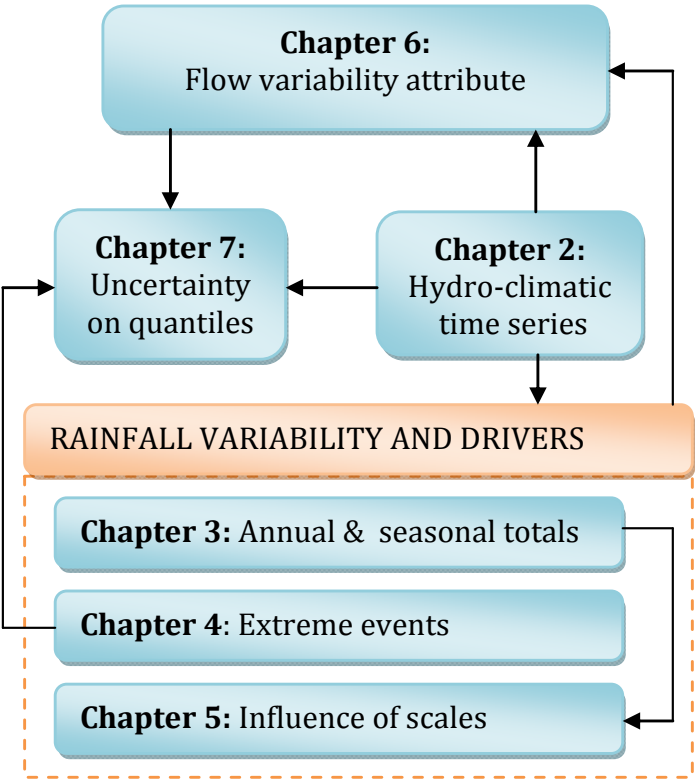 Chapter 6:
Flow variability attribute
Chapter 7:
Uncertainty
on quantiles
Chapter 2:
Hydro-climatic
time series
RAINFALL VARIABILITY AND DRIVERS
Chapter 3: Annual & seasonal totals
Chapter 4: Extreme events
Chapter 5: Influence of scales